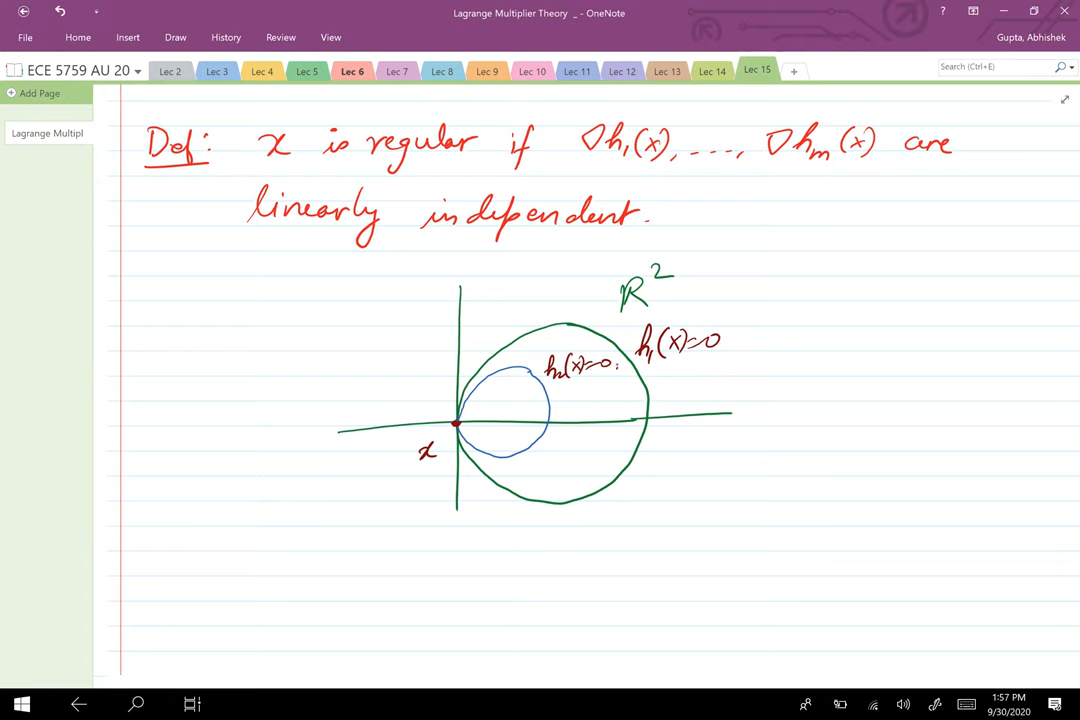 Lagrange Multiplier Theory _ - OneNote
File Home Insert Draw History Review View
Gupta, Abhishek
ECE 5759 AU 20
Lec 2 Lec 3 Lec 4 Lec 5 Lec 6 Lec 7 Lec 8 Lec 9 Lec 10 Lec 11 Lec 12 Lec 13 Lec 14 Lec 15
Search (Ctrl+E)
Add Page
Lagrange Multipl
Def: x is regular if ∇h₁(x), ...., ∇hₘ(x) are
linearly independent.
ℝ²
h₁(x)=0
h₂(x)=0.
x
1:57 PM
9/30/2020